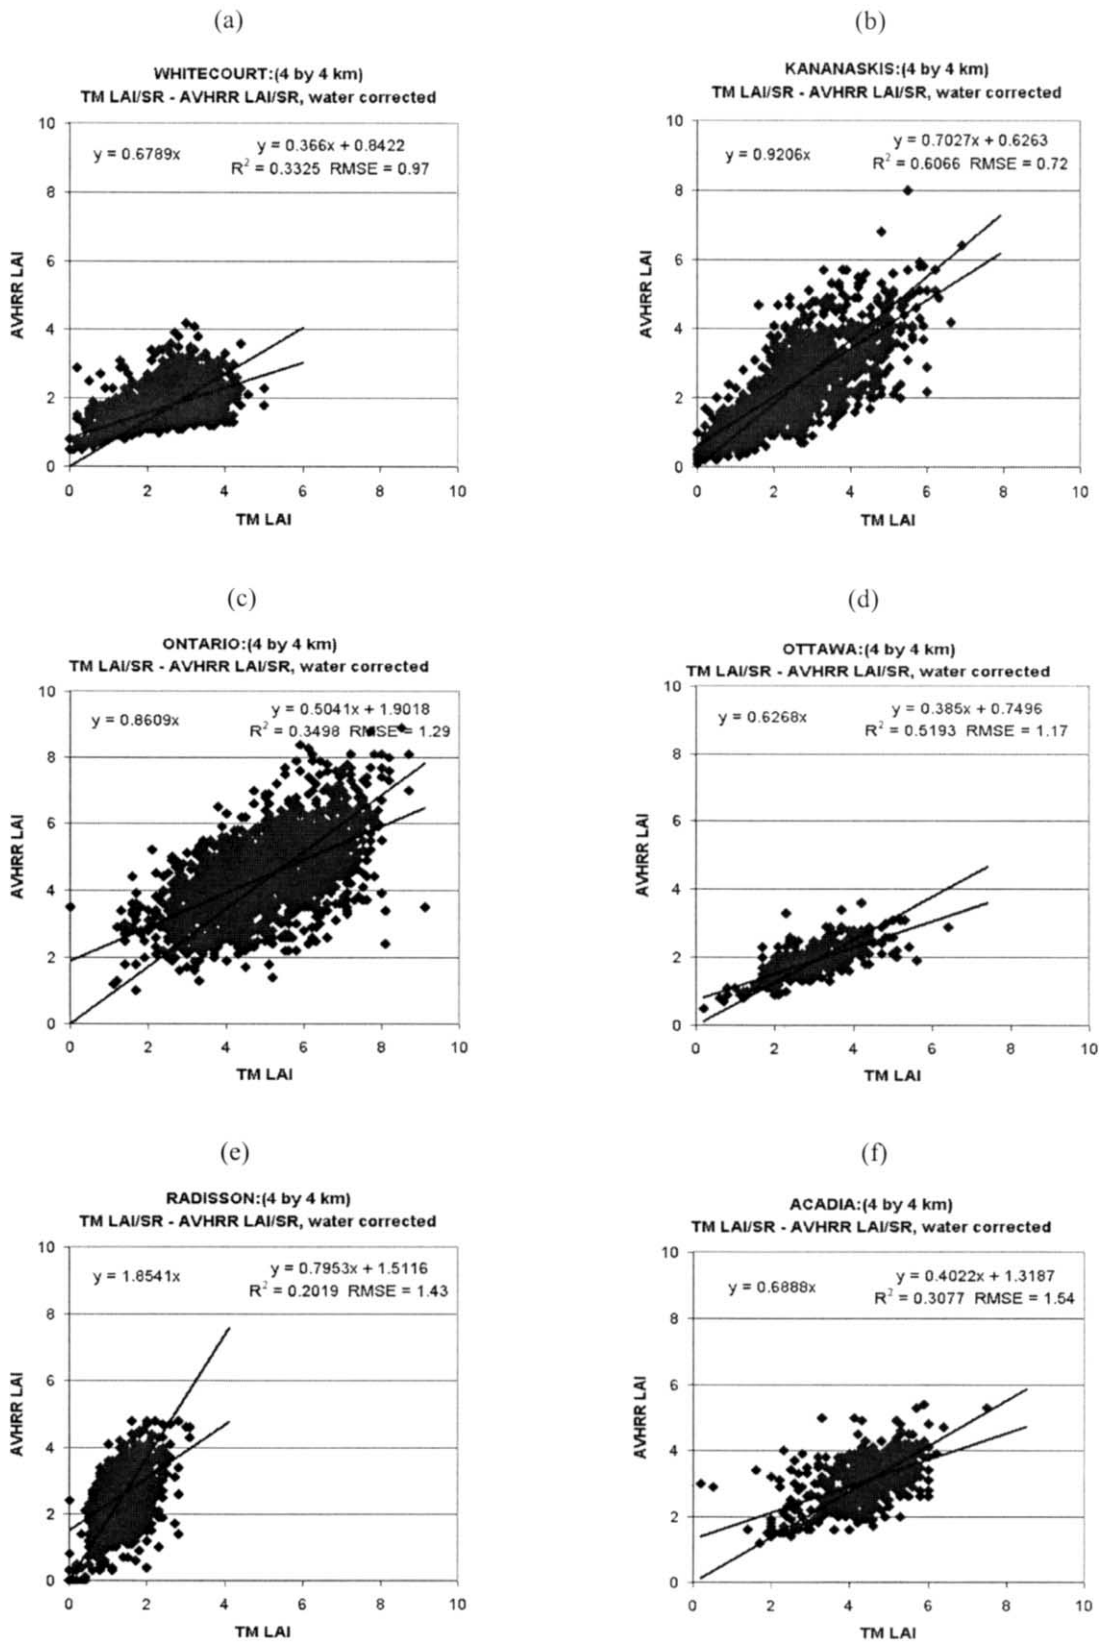 (a)
WHITECOURT:(4 by 4 km)
TM LAI/SR - AVHRR LAI/SR, water corrected
y = 0.6789x
y = 0.366x + 0.8422
R² = 0.3325 RMSE = 0.97
10
8
6
4
2
0
AVHRR LAI
0 2 4 6 8 10
TM LAI
(b)
KANANASKIS:(4 by 4 km)
TM LAI/SR - AVHRR LAI/SR, water corrected
y = 0.9206x
y = 0.7027x + 0.6263
R² = 0.6066 RMSE = 0.72
10
8
6
4
2
0
AVHRR LAI
0 2 4 6 8 10
TM LAI
(c)
ONTARIO:(4 by 4 km)
TM LAI/SR - AVHRR LAI/SR, water corrected
y = 0.8609x
y = 0.5041x + 1.9018
R² = 0.3498 RMSE = 1.29
10
8
6
4
2
0
AVHRR LAI
0 2 4 6 8 10
TM LAI
(d)
OTTAWA:(4 by 4 km)
TM LAI/SR - AVHRR LAI/SR, water corrected
y = 0.6268x
y = 0.385x + 0.7496
R² = 0.5193 RMSE = 1.17
10
8
6
4
2
0
AVHRR LAI
0 2 4 6 8 10
TM LAI
(e)
RADISSON:(4 by 4 km)
TM LAI/SR - AVHRR LAI/SR, water corrected
y = 1.8541x
y = 0.7953x + 1.5116
R² = 0.2019 RMSE = 1.43
10
8
6
4
2
0
AVHRR LAI
0 2 4 6 8 10
TM LAI
(f)
ACADIA:(4 by 4 km)
TM LAI/SR - AVHRR LAI/SR, water corrected
y = 0.6888x
y = 0.4022x + 1.3187
R² = 0.3077 RMSE = 1.54
10
8
6
4
2
0
AVHRR LAI
0 2 4 6 8 10
TM LAI